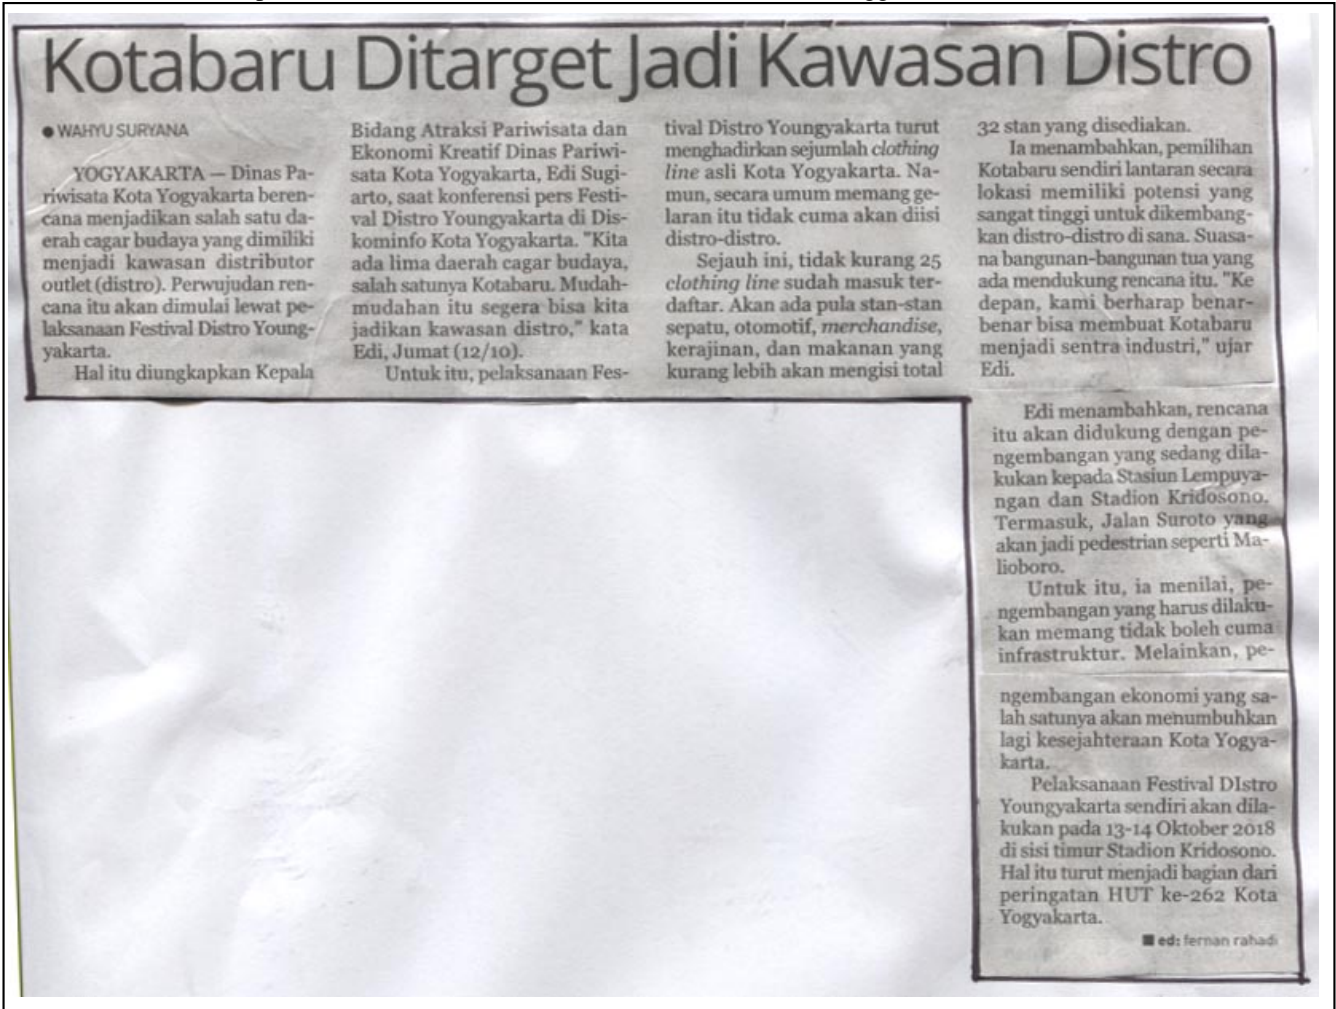 Kotabaru Ditarget Jadi Kawasan Distro
● WAHYU SURYANA
YOGYAKARTA — Dinas Pa-
riwisata Kota Yogyakarta beren-
cana menjadikan salah satu da-
erah cagar budaya yang dimiliki
menjadi kawasan distributor
outlet (distro). Perwujudan ren-
cana itu akan dimulai lewat pe-
laksanaan Festival Distro Young-
yakarta.
Hal itu diungkapkan Kepala
Bidang Atraksi Pariwisata dan
Ekonomi Kreatif Dinas Pariwi-
sata Kota Yogyakarta, Edi Sugi-
arto, saat konferensi pers Festi-
val Distro Youngyakarta di Dis-
kominfo Kota Yogyakarta. "Kita
ada lima daerah cagar budaya,
salah satunya Kotabaru. Mudah-
mudahan itu segera bisa kita
jadikan kawasan distro," kata
Edi, Jumat (12/10).
Untuk itu, pelaksanaan Fes-
tival Distro Youngyakarta turut
menghadirkan sejumlah clothing
line asli Kota Yogyakarta. Na-
mun, secara umum memang ge-
laran itu tidak cuma akan diisi
distro-distro.
Sejauh ini, tidak kurang 25
clothing line sudah masuk ter-
daftar. Akan ada pula stan-stan
sepatu, otomotif, merchandise,
kerajinan, dan makanan yang
kurang lebih akan mengisi total
32 stan yang disediakan.
Ia menambahkan, pemilihan
Kotabaru sendiri lantaran secara
lokasi memiliki potensi yang
sangat tinggi untuk dikembang-
kan distro-distro di sana. Suasa-
na bangunan-bangunan tua yang
ada mendukung rencana itu. "Ke
depan, kami berharap benar-
benar bisa membuat Kotabaru
menjadi sentra industri," ujar
Edi.
Edi menambahkan, rencana
itu akan didukung dengan pe-
ngembangan yang sedang dila-
kukan kepada Stasiun Lempuya-
ngan dan Stadion Kridosono.
Termasuk, Jalan Suroto yang
akan jadi pedestrian seperti Ma-
lioboro.
Untuk itu, ia menilai, pe-
ngembangan yang harus dilaku-
kan memang tidak boleh cuma
infrastruktur. Melainkan, pe-
ngembangan ekonomi yang sa-
lah satunya akan menumbuhkan
lagi kesejahteraan Kota Yogya-
karta.
Pelaksanaan Festival DIstro
Youngyakarta sendiri akan dila-
kukan pada 13-14 Oktober 2018
di sisi timur Stadion Kridosono.
Hal itu turut menjadi bagian dari
peringatan HUT ke-262 Kota
Yogyakarta.
■ ed: fernan rahadi